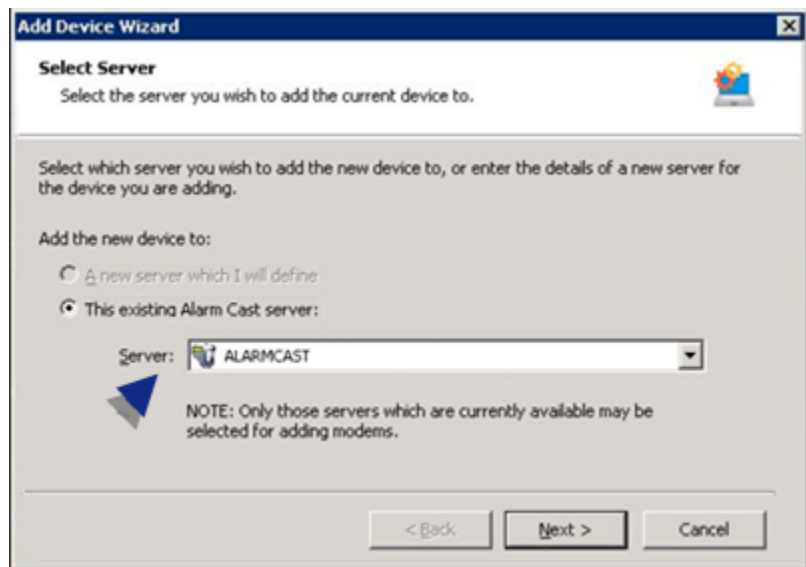 Add Device Wizard
Select Server
Select the server you wish to add the current device to.
Select which server you wish to add the new device to, or enter the details of a new server for
the device you are adding.
Add the new device to:
A new server which I will define
This existing Alarm Cast server:
Server: ALARMCAST
NOTE: Only those servers which are currently available may be
selected for adding modems.
< Back Next > Cancel